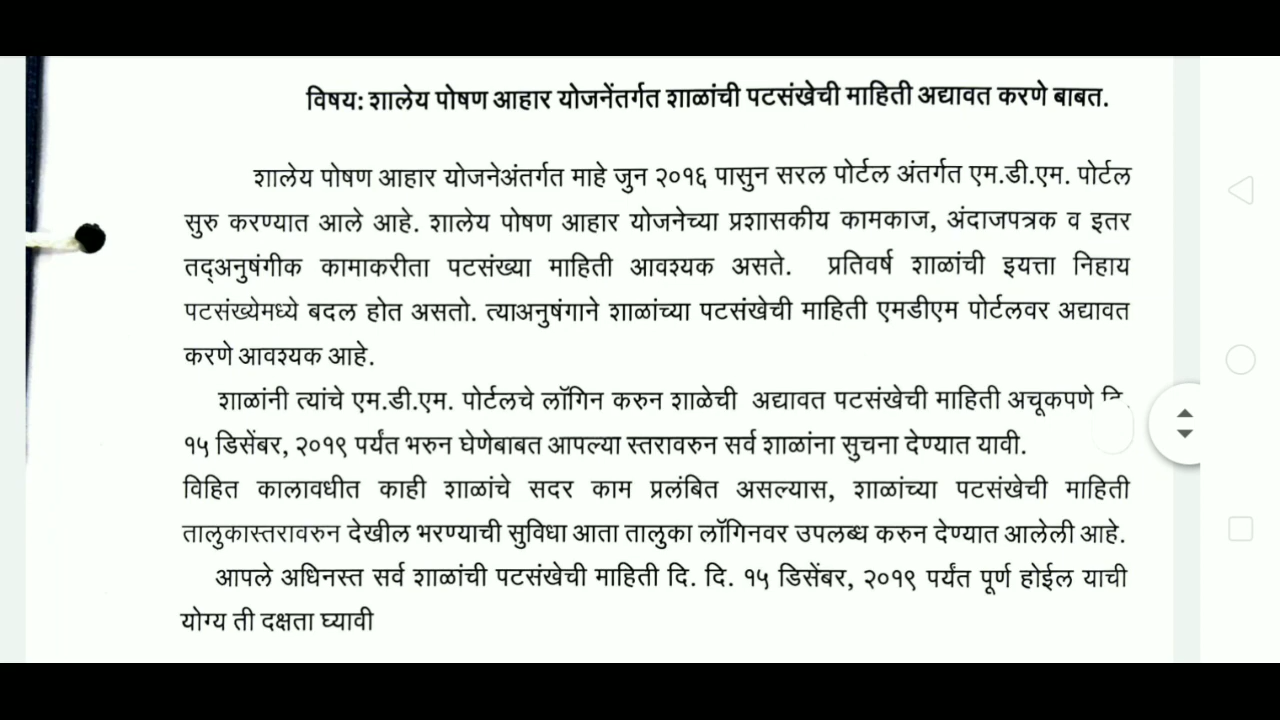 विषय: शालेय पोषण आहार योजनेंतर्गत शाळांची पटसंखेची माहिती अद्यावत करणे बाबत.
शालेय पोषण आहार योजनेअंतर्गत माहे जुन २०१६ पासुन सरल पोर्टल अंतर्गत एम.डी.एम. पोर्टल
सुरु करण्यात आले आहे. शालेय पोषण आहार योजनेच्या प्रशासकीय कामकाज, अंदाजपत्रक व इतर
तद्अनुषंगीक कामाकरीता पटसंख्या माहिती आवश्यक असते. प्रतिवर्ष शाळांची इयत्ता निहाय
पटसंख्येमध्ये बदल होत असतो. त्याअनुषंगाने शाळांच्या पटसंखेची माहिती एमडीएम पोर्टलवर अद्यावत
करणे आवश्यक आहे.
शाळांनी त्यांचे एम.डी.एम. पोर्टलचे लॉगिन करुन शाळेची अद्यावत पटसंखेची माहिती अचूकपणे दि.
१५ डिसेंबर, २०१९ पर्यंत भरुन घेणेबाबत आपल्या स्तरावरुन सर्व शाळांना सुचना देण्यात यावी.
विहित कालावधीत काही शाळांचे सदर काम प्रलंबित असल्यास, शाळांच्या पटसंखेची माहिती
तालुकास्तरावरुन देखील भरण्याची सुविधा आता तालुका लॉगिनवर उपलब्ध करुन देण्यात आलेली आहे.
आपले अधिनस्त सर्व शाळांची पटसंखेची माहिती दि. दि. १५ डिसेंबर, २०१९ पर्यंत पूर्ण होईल याची
योग्य ती दक्षता घ्यावी